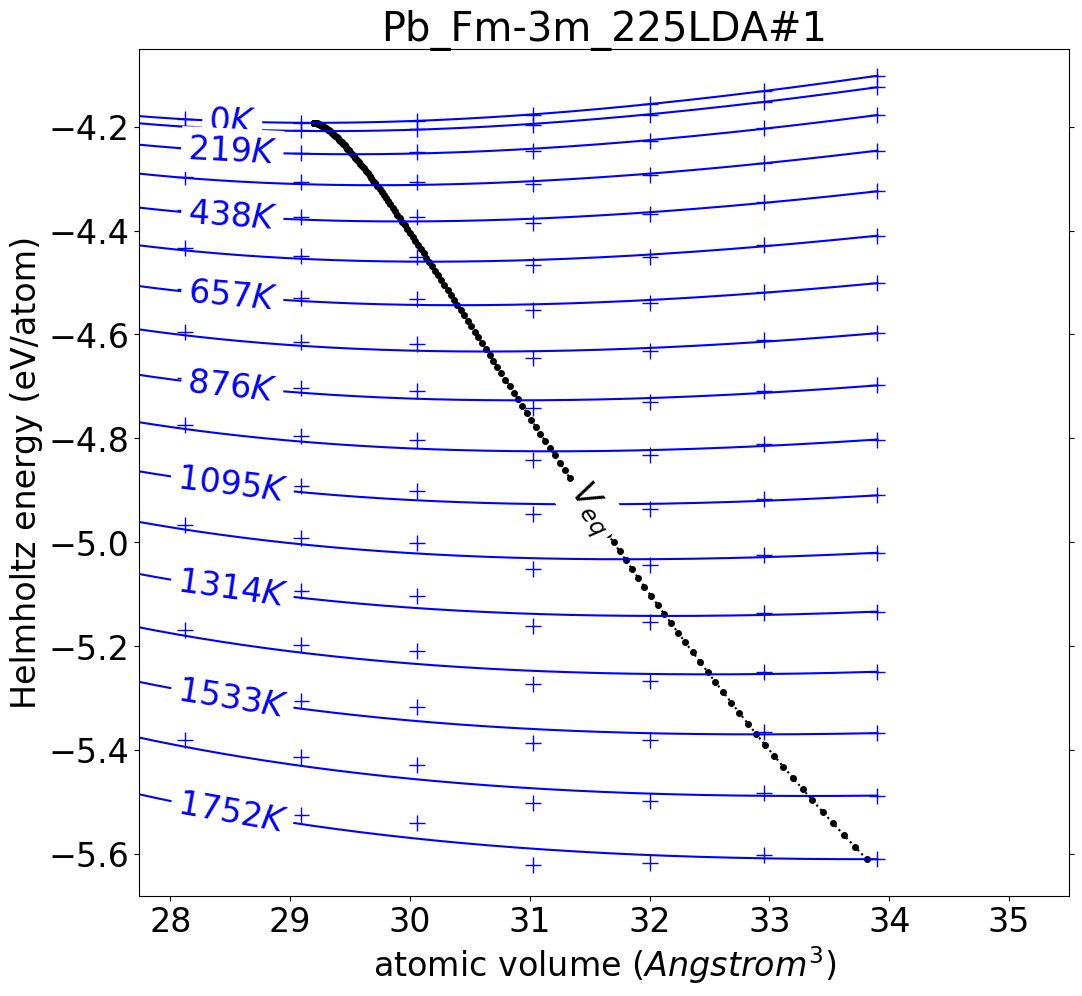 Pb_Fm-3m_225LDA#1
Helmholtz energy (eV/atom)
−4.2
−4.4
−4.6
−4.8
−5.0
−5.2
−5.4
−5.6
0K
219K
438K
657K
876K
1095K
1314K
1533K
1752K
V_eq
28 29 30 31 32 33 34 35
atomic volume (Angstrom³)